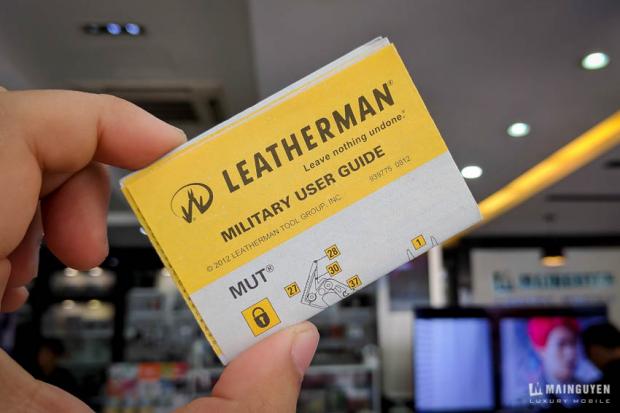 LEATHERMAN®
Leave nothing undone.®
MILITARY USER GUIDE
© 2012 LEATHERMAN TOOL GROUP, INC
939775 0812
MUT®
28
30
27
37
1
MAINGUYEN
MAINGUYEN
LUXURY MOBILE